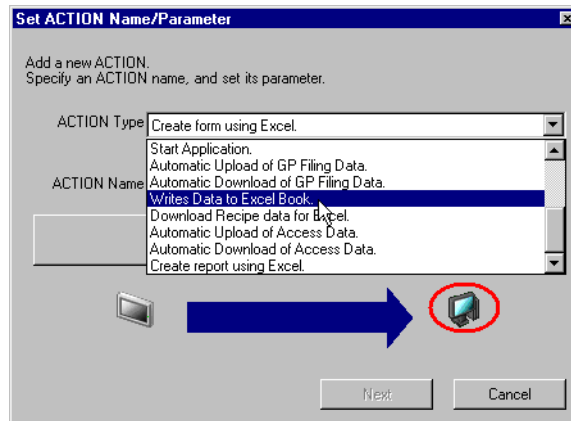 Set ACTION Name/Parameter
Add a new ACTION.
Specify an ACTION name, and set its parameter.
ACTION Type
Create form using Excel.
Start Application.
Automatic Upload of GP Filing Data.
ACTION Name
Automatic Download of GP Filing Data.
Writes Data to Excel Book.
Download Recipe data for Excel.
Automatic Upload of Access Data.
Automatic Download of Access Data.
Create report using Excel.
Next
Cancel